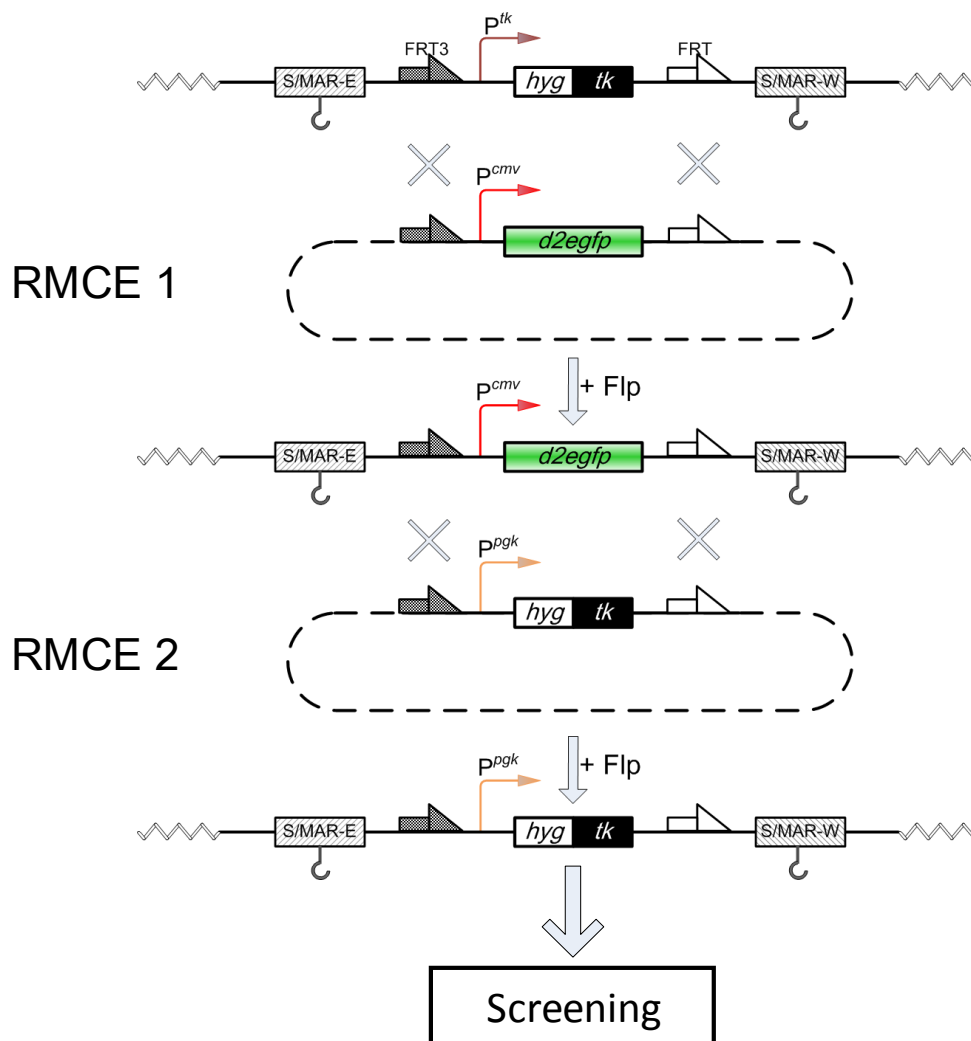 P^tk
FRT3 FRT
S/MAR-E hyg tk S/MAR-W
P^cmv
d2egfp
RMCE 1
+ Flp
P^cmv
S/MAR-E d2egfp S/MAR-W
P^pgk
hyg tk
RMCE 2
+ Flp
P^pgk
S/MAR-E hyg tk S/MAR-W
Screening